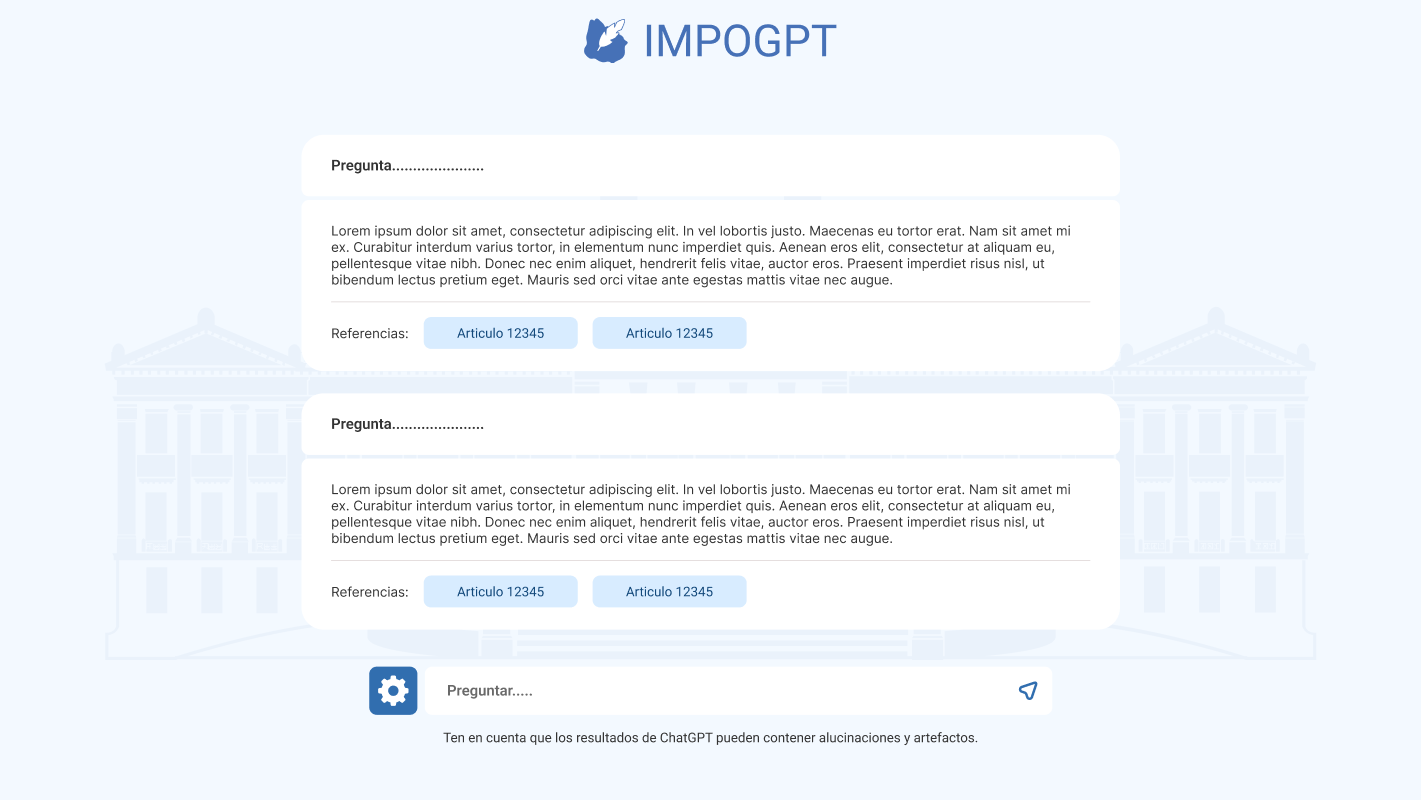 IMPOGPT
Pregunta......................
Lorem ipsum dolor sit amet, consectetur adipiscing elit. In vel lobortis justo. Maecenas eu tortor erat. Nam sit amet mi
ex. Curabitur interdum varius tortor, in elementum nunc imperdiet quis. Aenean eros elit, consectetur at aliquam eu,
pellentesque vitae nibh. Donec nec enim aliquet, hendrerit felis vitae, auctor eros. Praesent imperdiet risus nisl, ut
bibendum lectus pretium eget. Mauris sed orci vitae ante egestas mattis vitae nec augue.
Referencias: Articulo 12345 Articulo 12345
Pregunta......................
Lorem ipsum dolor sit amet, consectetur adipiscing elit. In vel lobortis justo. Maecenas eu tortor erat. Nam sit amet mi
ex. Curabitur interdum varius tortor, in elementum nunc imperdiet quis. Aenean eros elit, consectetur at aliquam eu,
pellentesque vitae nibh. Donec nec enim aliquet, hendrerit felis vitae, auctor eros. Praesent imperdiet risus nisl, ut
bibendum lectus pretium eget. Mauris sed orci vitae ante egestas mattis vitae nec augue.
Referencias: Articulo 12345 Articulo 12345
Preguntar.....
Ten en cuenta que los resultados de ChatGPT pueden contener alucinaciones y artefactos.